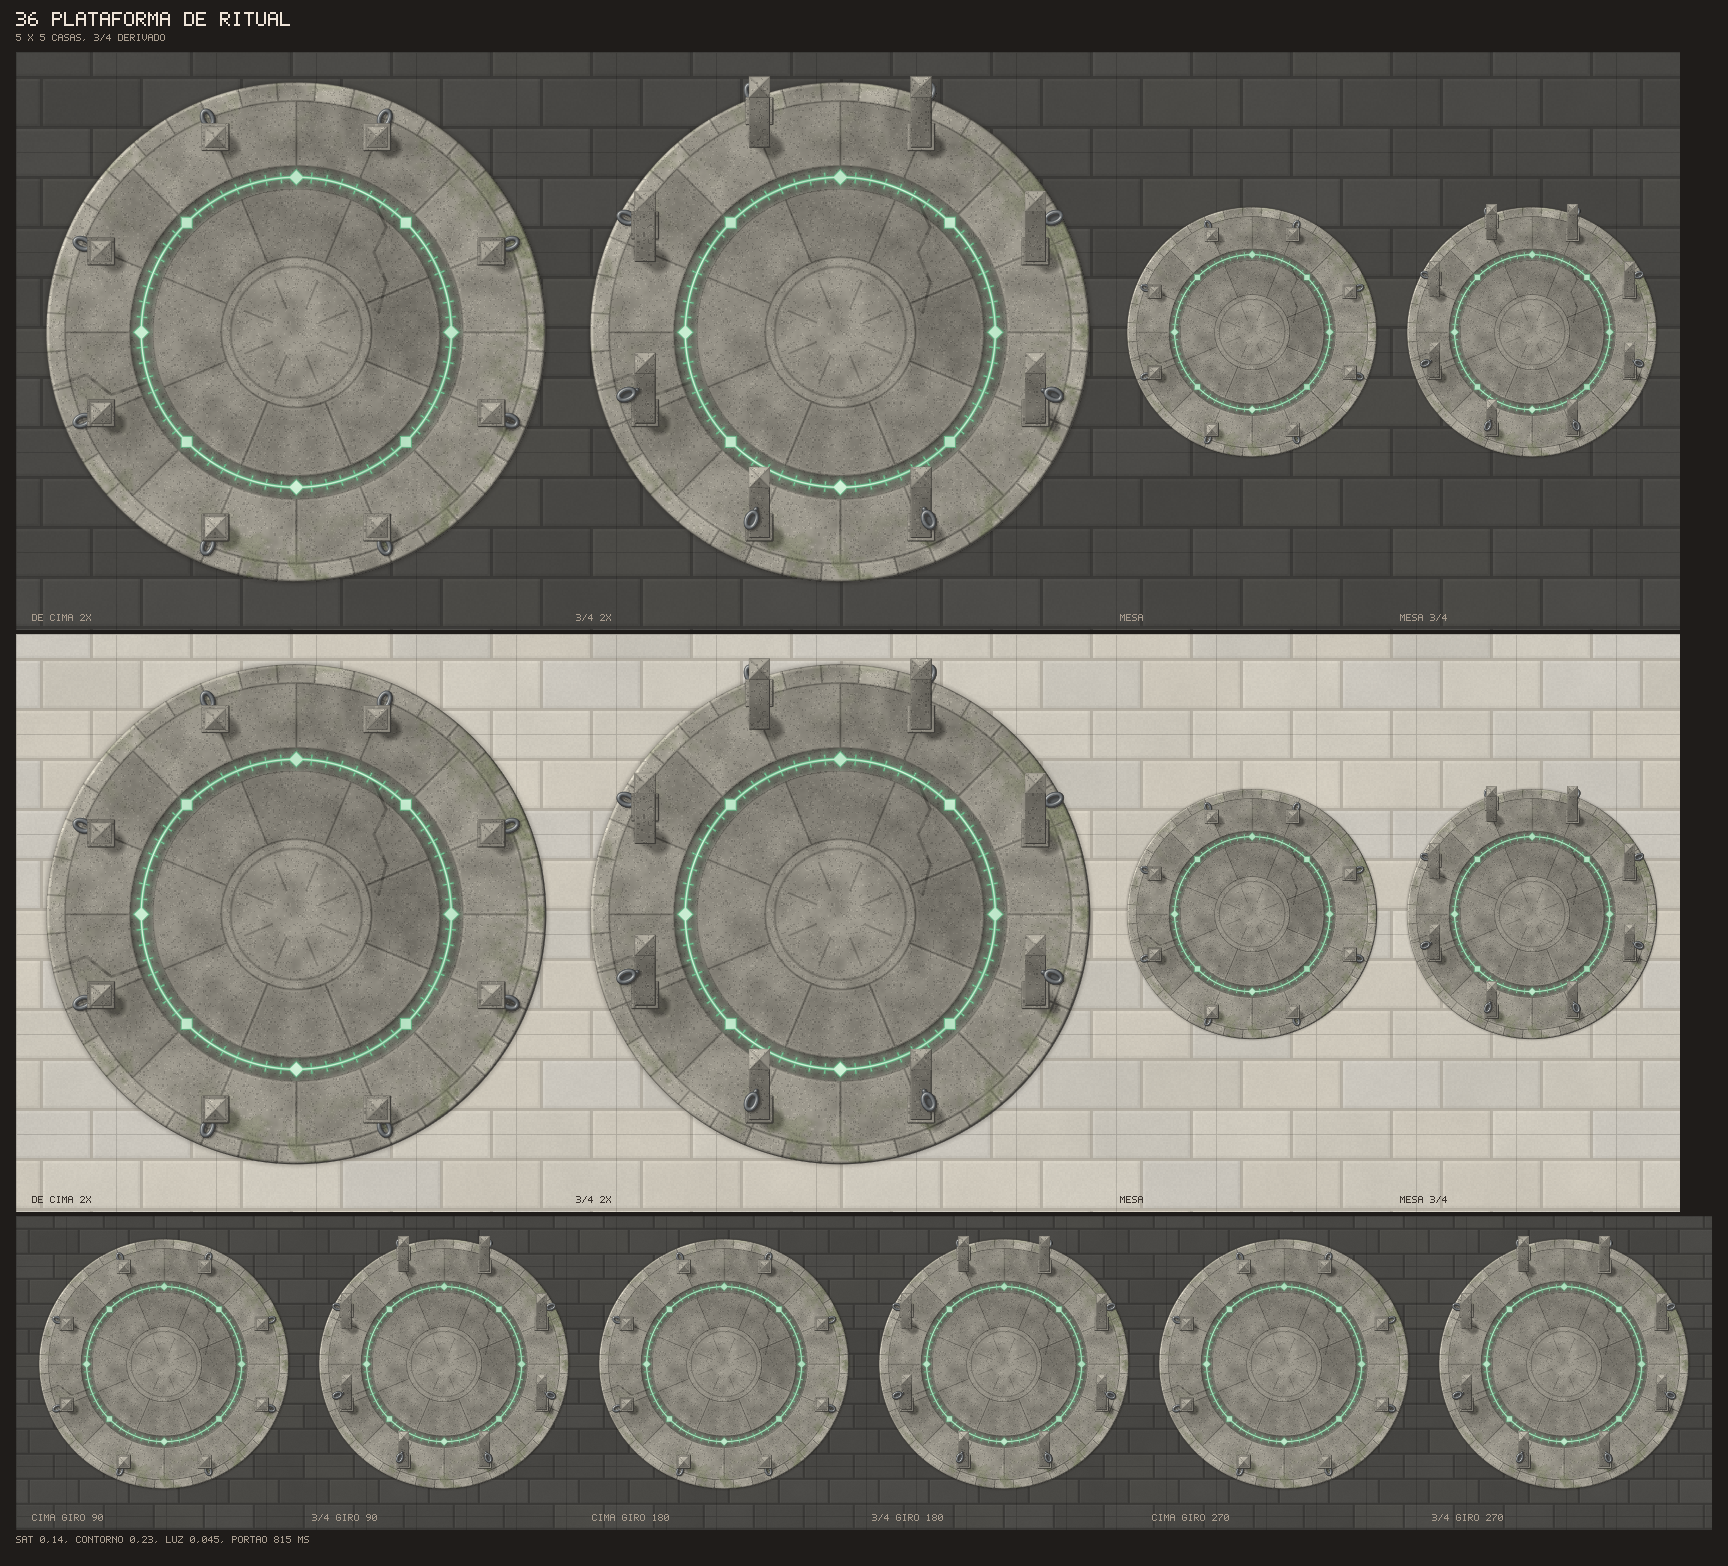 36 PLATAFORMA DE RITUAL
5 X 5 CASAS, 3/4 DERIVADO
DE CIMA 2X
3/4 2X
MESA
MESA 3/4
DE CIMA 2X
3/4 2X
MESA
MESA 3/4
CIMA GIRO 90
3/4 GIRO 90
CIMA GIRO 180
3/4 GIRO 180
CIMA GIRO 270
3/4 GIRO 270
SAT 0,14, CONTORNO 0,23, LUZ 0,045, PORTAO 815 MS